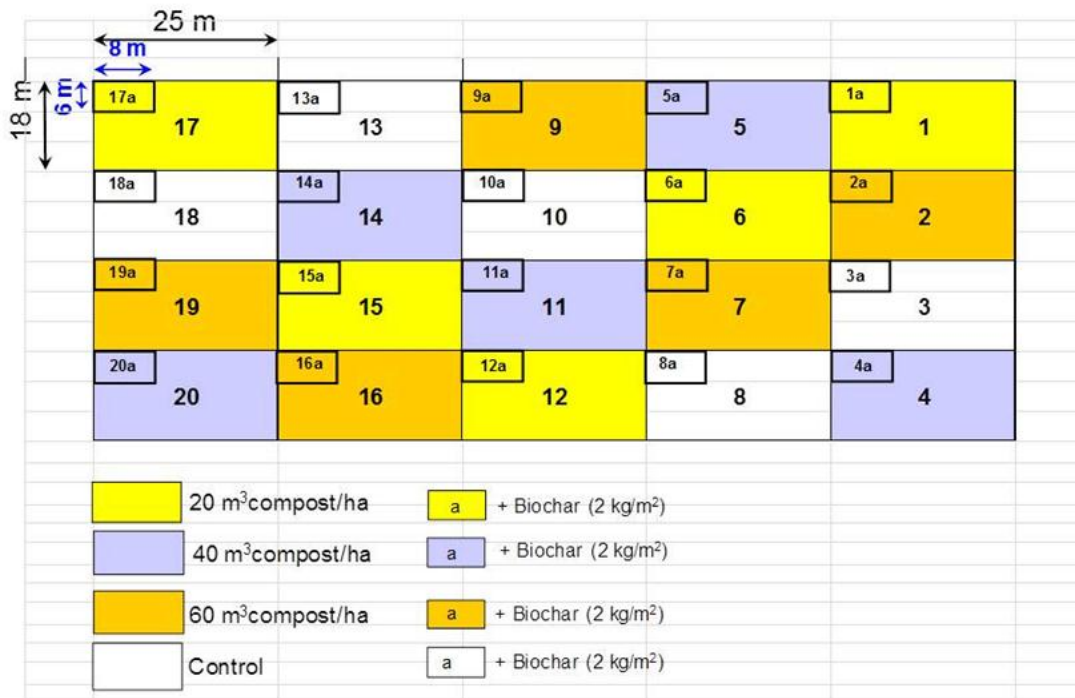 25 m
8 m
6 m
18 m
17a 13a 9a 5a 1a
17 13 9 5 1
18a 14a 10a 6a 2a
18 14 10 6 2
19a 15a 11a 7a 3a
19 15 11 7 3
20a 16a 12a 8a 4a
20 16 12 8 4
20 m³compost/ha a + Biochar (2 kg/m²)
40 m³compost/ha a + Biochar (2 kg/m²)
60 m³compost/ha a + Biochar (2 kg/m²)
Control a + Biochar (2 kg/m²)